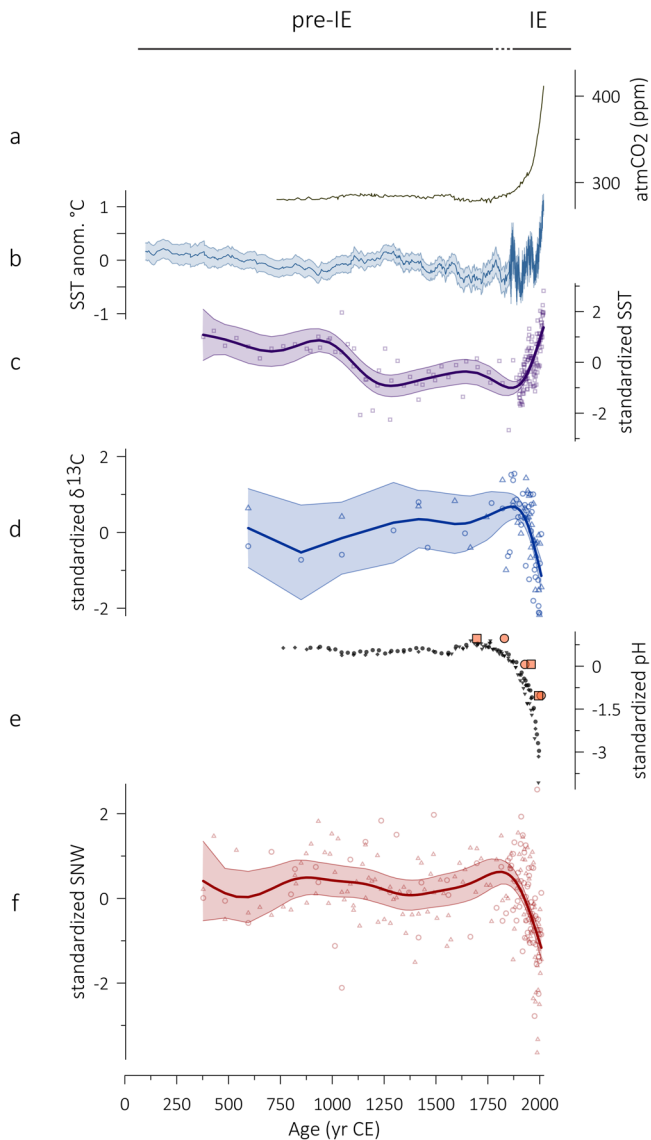 pre-IE IE
a
400
300
atmCO2 (ppm)
b
1
0
-1
SST anom. °C
c
2
0
-2
standardized SST
d
2
0
-2
standardized δ13C
e
0
-1.5
-3
standardized pH
f
2
0
-2
standardized SNW
0 250 500 750 1000 1250 1500 1750 2000
Age (yr CE)